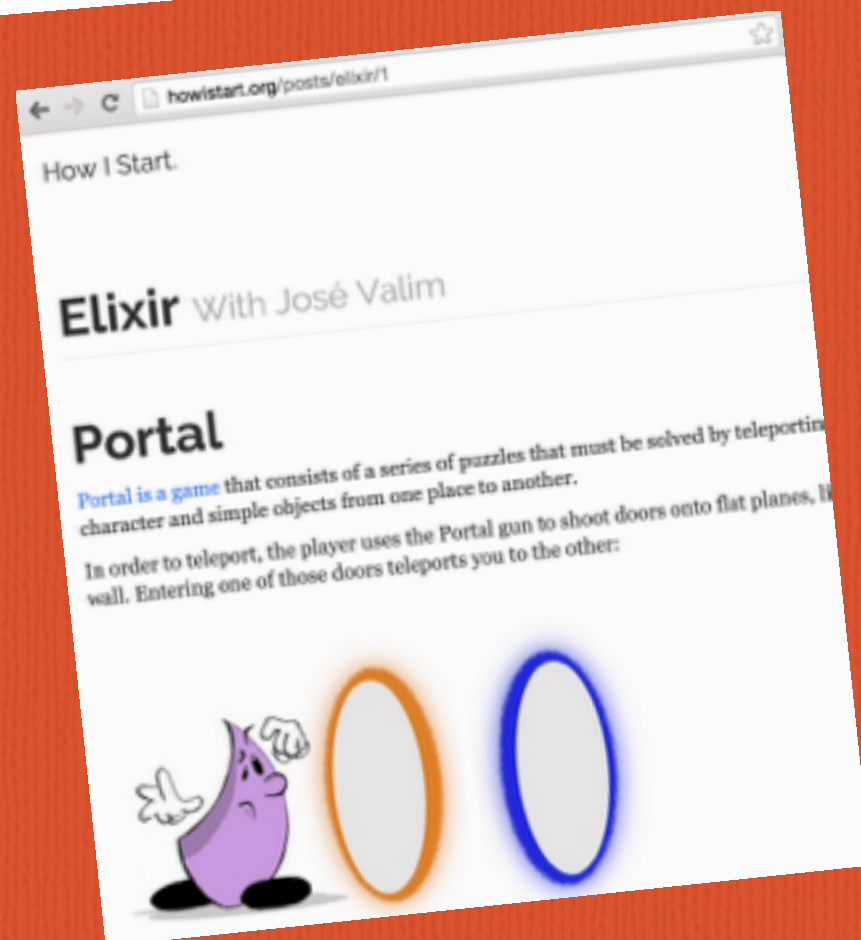 howistart.org/posts/elixir/1
How I Start.
Elixir With José Valim
Portal
Portal is a game that consists of a series of puzzles that must be solved by teleportin
character and simple objects from one place to another.
In order to teleport, the player uses the Portal gun to shoot doors onto flat planes, li
wall. Entering one of those doors teleports you to the other: